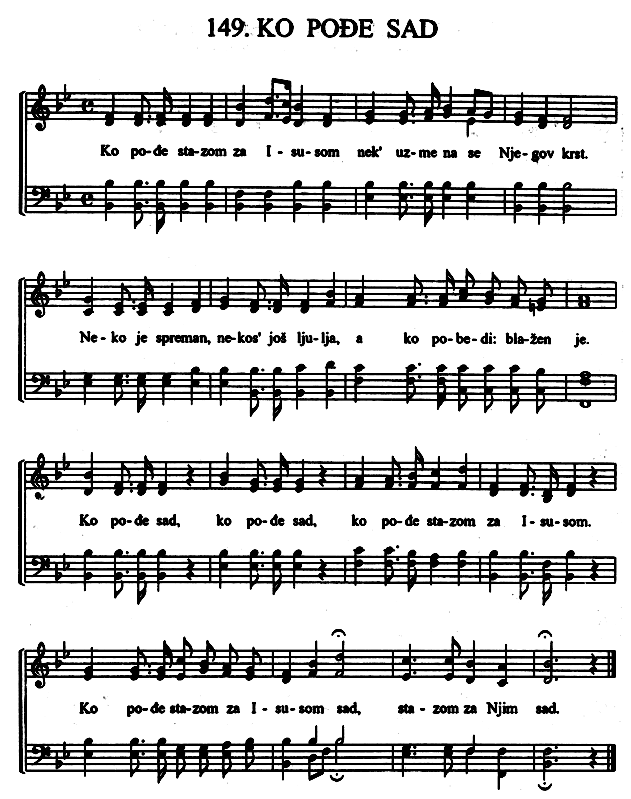 149. KO POĐE SAD
Ko po-đe sta-zom za I-su-som nek' uz-me na se Nje-gov krst.
Ne-ko je spreman, ne-kos' još lju-lja, a ko po-be-di: bla-žen je.
Ko po-đe sad, ko po-đe sad, ko po-đe sta-zom za I-su-som.
Ko po-đe sta-zom za I-su-som sad, sta-zom za Njim sad.